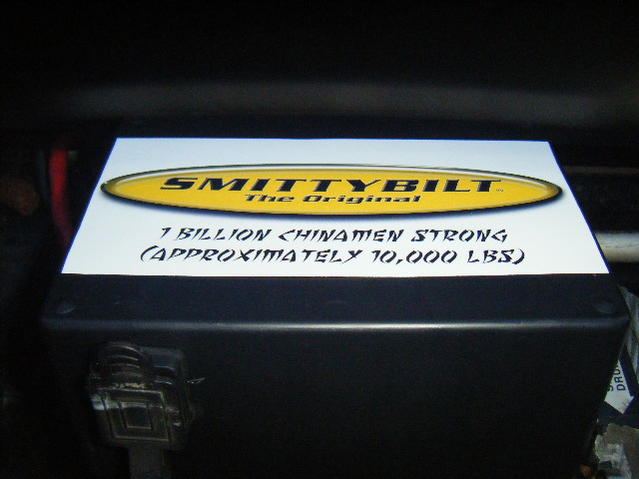 SMITTYBILT
The Original
1 BILLION CHINAMEN STRONG
(APPROXIMATELY 10,000 LBS)